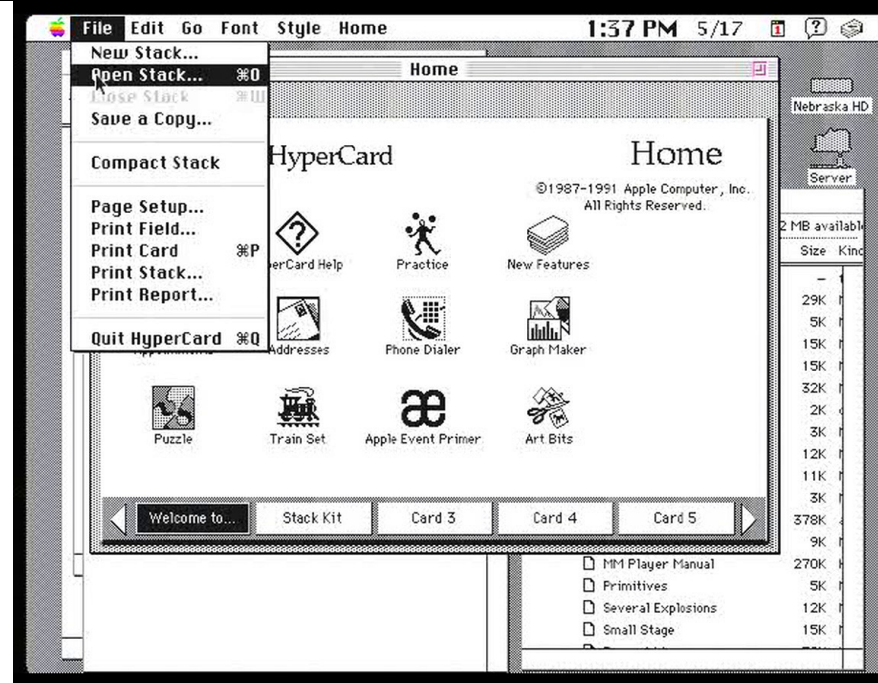 File Edit Go Font Style Home 1:37 PM 5/17
New Stack...
Open Stack... ⌘O
Close Stack ⌘W
Save a Copy...
Compact Stack
Page Setup...
Print Field...
Print Card ⌘P
Print Stack...
Print Report...
Quit HyperCard ⌘Q
Home
Nebraska HD
Server
HyperCard
Home
©1987-1991 Apple Computer, Inc.
All Rights Reserved.
Practice
New Features
Addresses
Phone Dialer
Graph Maker
Puzzle
Train Set
Apple Event Primer
Art Bits
Welcome to...
Stack Kit
Card 3
Card 4
Card 5
Size
–
29K
5K
15K
15K
32K
2K
3K
12K
11K
3K
378K
9K
MM Player Manual 270K
Primitives 5K
Several Explosions 12K
Small Stage 15K